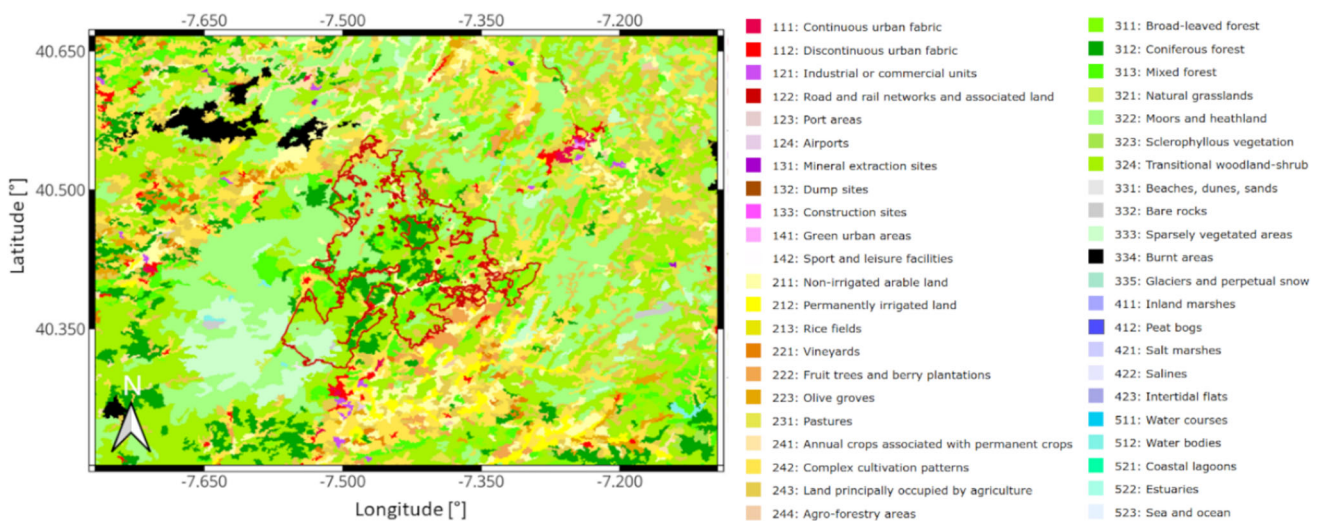 -7.650 -7.500 -7.350 -7.200
40.650
40.500
40.350
Latitude [°]
N
-7.650 -7.500 -7.350 -7.200
Longitude [°]
111: Continuous urban fabric
112: Discontinuous urban fabric
121: Industrial or commercial units
122: Road and rail networks and associated land
123: Port areas
124: Airports
131: Mineral extraction sites
132: Dump sites
133: Construction sites
141: Green urban areas
142: Sport and leisure facilities
211: Non-irrigated arable land
212: Permanently irrigated land
213: Rice fields
221: Vineyards
222: Fruit trees and berry plantations
223: Olive groves
231: Pastures
241: Annual crops associated with permanent crops
242: Complex cultivation patterns
243: Land principally occupied by agriculture
244: Agro-forestry areas
311: Broad-leaved forest
312: Coniferous forest
313: Mixed forest
321: Natural grasslands
322: Moors and heathland
323: Sclerophyllous vegetation
324: Transitional woodland-shrub
331: Beaches, dunes, sands
332: Bare rocks
333: Sparsely vegetated areas
334: Burnt areas
335: Glaciers and perpetual snow
411: Inland marshes
412: Peat bogs
421: Salt marshes
422: Salines
423: Intertidal flats
511: Water courses
512: Water bodies
521: Coastal lagoons
522: Estuaries
523: Sea and ocean